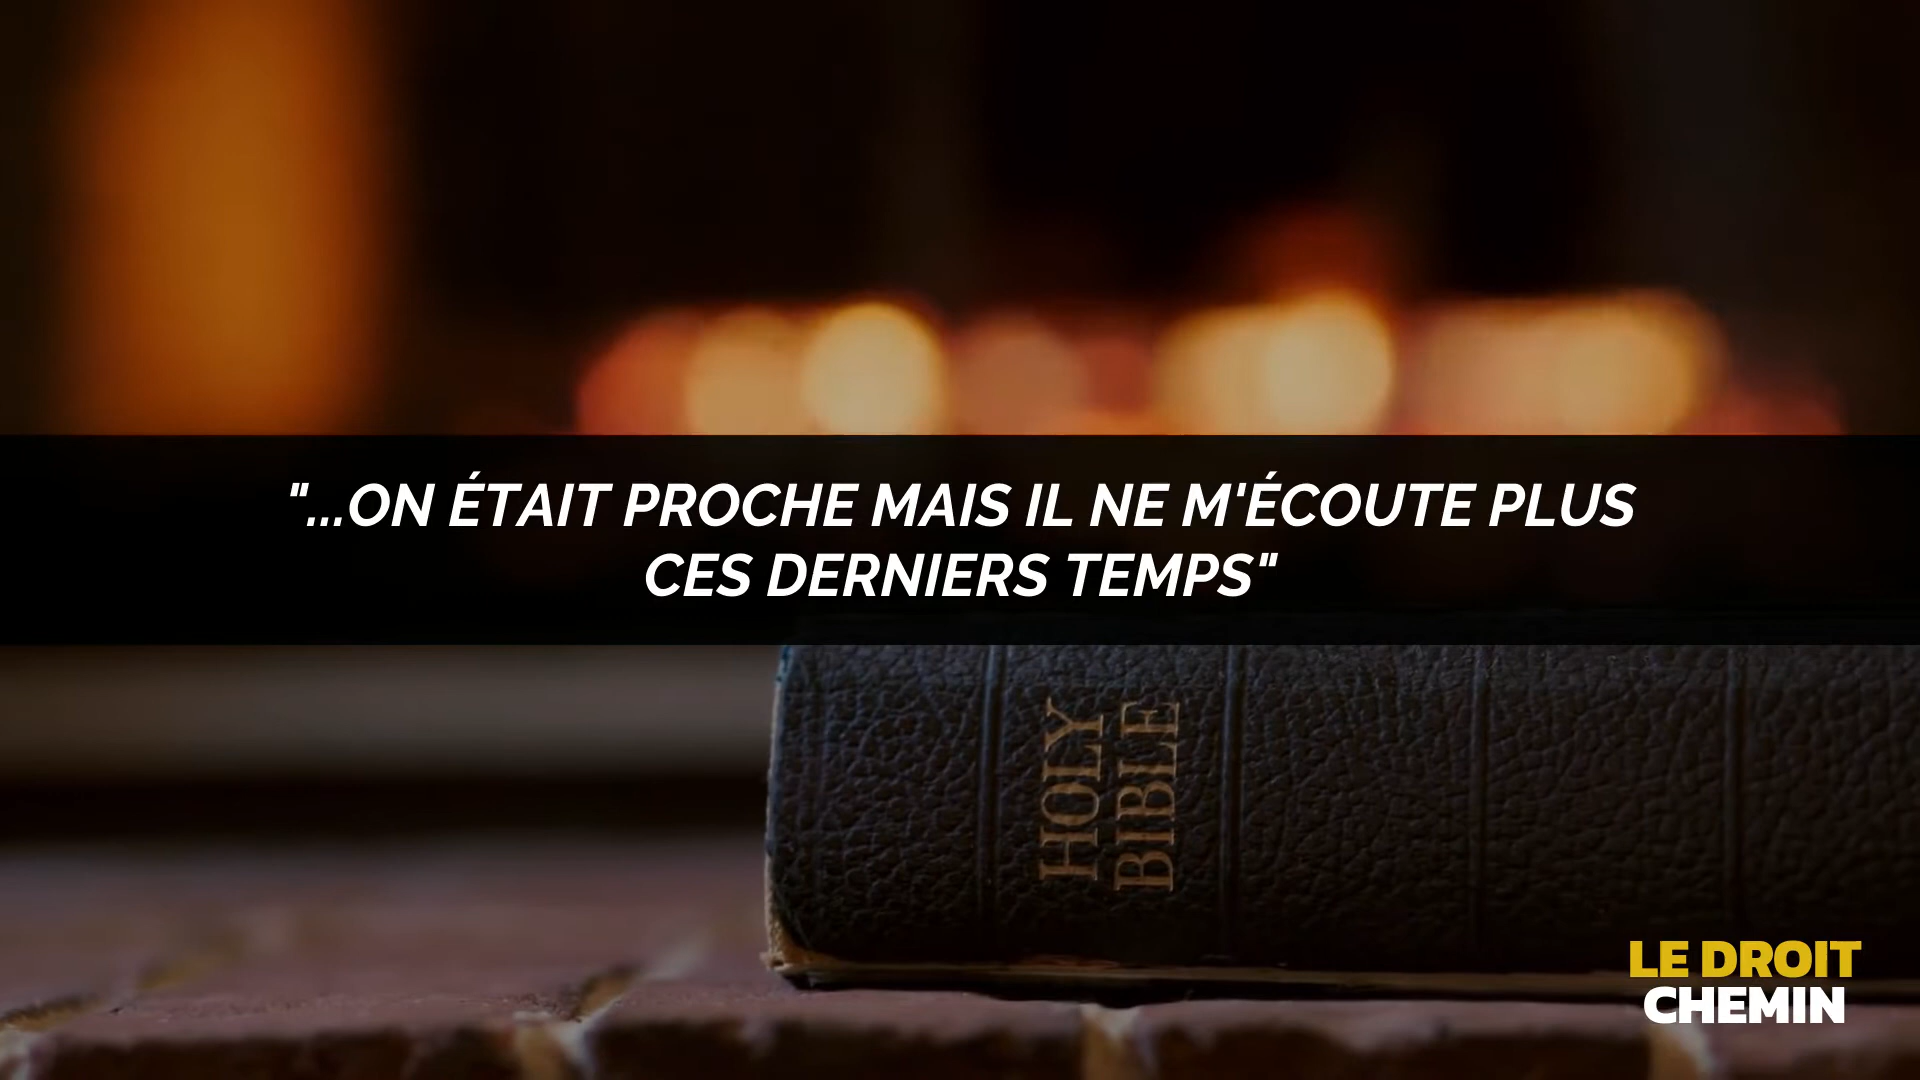 "...ON ÉTAIT PROCHE MAIS IL NE M'ÉCOUTE PLUS
CES DERNIERS TEMPS"
HOLY
BIBLE
LE DROIT
CHEMIN